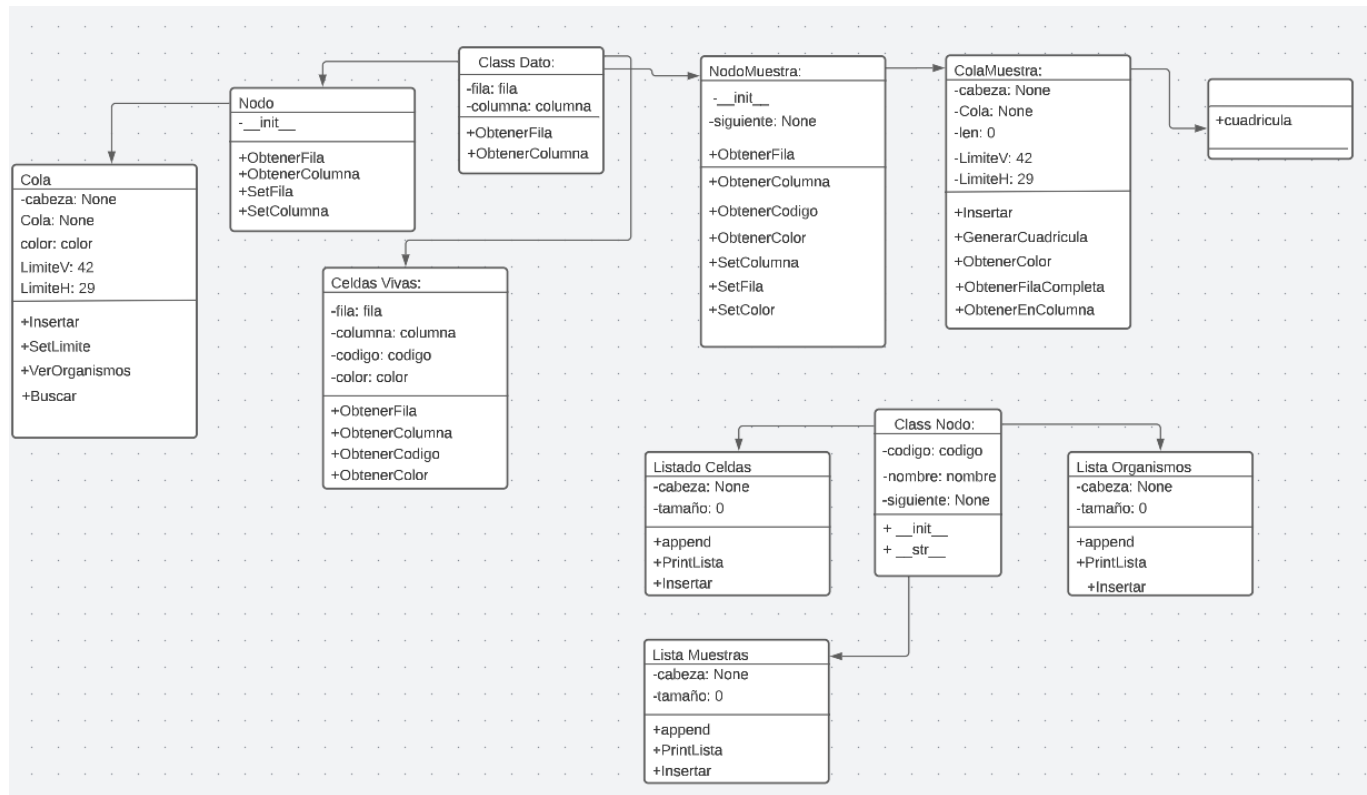 Class Dato:
-fila: fila
-columna: columna
+ObtenerFila
+ObtenerColumna
Nodo
-__init__
+ObtenerFila
+ObtenerColumna
+SetFila
+SetColumna
Cola
-cabeza: None
Cola: None
color: color
LimiteV: 42
LimiteH: 29
+Insertar
+SetLimite
+VerOrganismos
+Buscar
Celdas Vivas:
-fila: fila
-columna: columna
-codigo: codigo
-color: color
+ObtenerFila
+ObtenerColumna
+ObtenerCodigo
+ObtenerColor
NodoMuestra:
-__init__
-siguiente: None
+ObtenerFila
+ObtenerColumna
+ObtenerCodigo
+ObtenerColor
+SetColumna
+SetFila
+SetColor
ColaMuestra:
-cabeza: None
-Cola: None
-len: 0
-LimiteV: 42
-LimiteH: 29
+Insertar
+GenerarCuadricula
+ObtenerColor
+ObtenerFilaCompleta
+ObtenerEnColumna
+cuadricula
Class Nodo:
-codigo: codigo
-nombre: nombre
-siguiente: None
+ __init__
+ __str__
Listado Celdas
-cabeza: None
-tamaño: 0
+append
+PrintLista
+Insertar
Lista Organismos
-cabeza: None
-tamaño: 0
+append
+PrintLista
+Insertar
Lista Muestras
-cabeza: None
-tamaño: 0
+append
+PrintLista
+Insertar